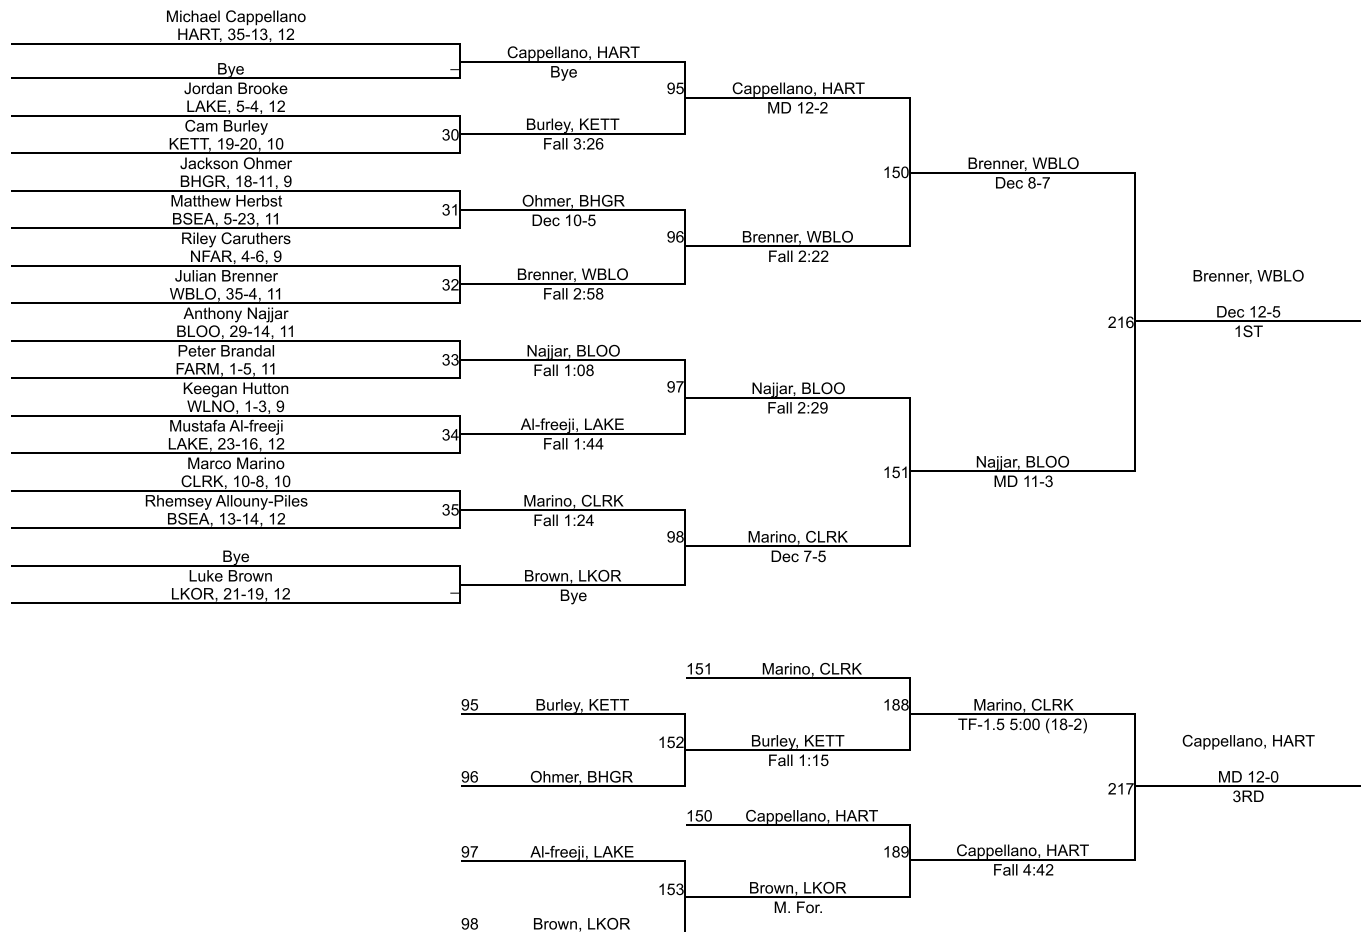 Michael Cappellano
HART, 35-13, 12
Cappellano, HART
Bye
–
Bye
Jordan Brooke
LAKE, 5-4, 12
95
Cappellano, HART
MD 12-2
Cam Burley
KETT, 19-20, 10
30
Burley, KETT
Fall 3:26
Jackson Ohmer
BHGR, 18-11, 9
150
Brenner, WBLO
Dec 8-7
Matthew Herbst
BSEA, 5-23, 11
31
Ohmer, BHGR
Dec 10-5
Riley Caruthers
NFAR, 4-6, 9
96
Brenner, WBLO
Fall 2:22
Julian Brenner
WBLO, 35-4, 11
32
Brenner, WBLO
Fall 2:58
Brenner, WBLO
Anthony Najjar
BLOO, 29-14, 11
216
Dec 12-5
1ST
Peter Brandal
FARM, 1-5, 11
33
Najjar, BLOO
Fall 1:08
Keegan Hutton
WLNO, 1-3, 9
97
Najjar, BLOO
Fall 2:29
Mustafa Al-freeji
LAKE, 23-16, 12
34
Al-freeji, LAKE
Fall 1:44
Marco Marino
CLRK, 10-8, 10
151
Najjar, BLOO
MD 11-3
Rhemsey Allouny-Piles
BSEA, 13-14, 12
35
Marino, CLRK
Fall 1:24
98
Marino, CLRK
Dec 7-5
Bye
Luke Brown
LKOR, 21-19, 12
–
Brown, LKOR
Bye
151
Marino, CLRK
95
Burley, KETT
188
Marino, CLRK
TF-1.5 5:00 (18-2)
152
Burley, KETT
Fall 1:15
Cappellano, HART
96
Ohmer, BHGR
217
MD 12-0
3RD
150
Cappellano, HART
97
Al-freeji, LAKE
189
Cappellano, HART
Fall 4:42
153
Brown, LKOR
M. For.
98
Brown, LKOR